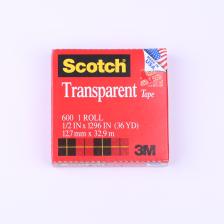 Scotch
Transparent
Tape
600 1 ROLL
1/2 IN x 1296 IN (36 YD)
12.7 mm x 32,9 m
3M